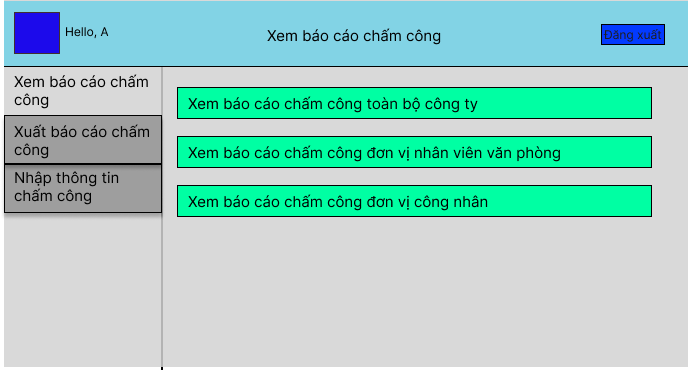 Hello, A
Xem báo cáo chấm công
Đăng xuất
Xem báo cáo chấm
công
Xuất báo cáo chấm
công
Nhập thông tin
chấm công
Xem báo cáo chấm công toàn bộ công ty
Xem báo cáo chấm công đơn vị nhân viên văn phòng
Xem báo cáo chấm công đơn vị công nhân